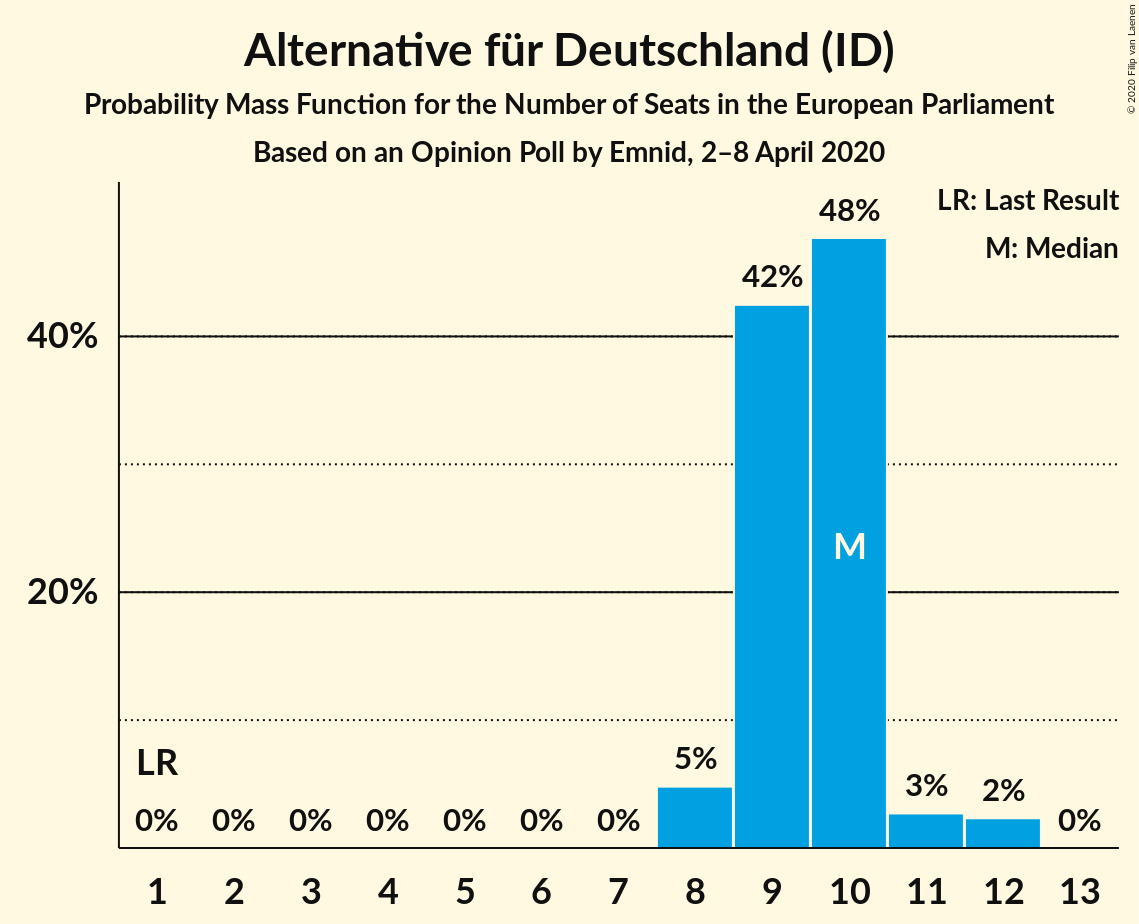 Alternative für Deutschland (ID)
Probability Mass Function for the Number of Seats in the European Parliament
Based on an Opinion Poll by Emnid, 2–8 April 2020
© 2020 Filip van Laenen
LR: Last Result
M: Median
48%
42%
40%
M
20%
LR
5%
3%
2%
0% 0% 0% 0% 0% 0% 0% 0%
1 2 3 4 5 6 7 8 9 10 11 12 13